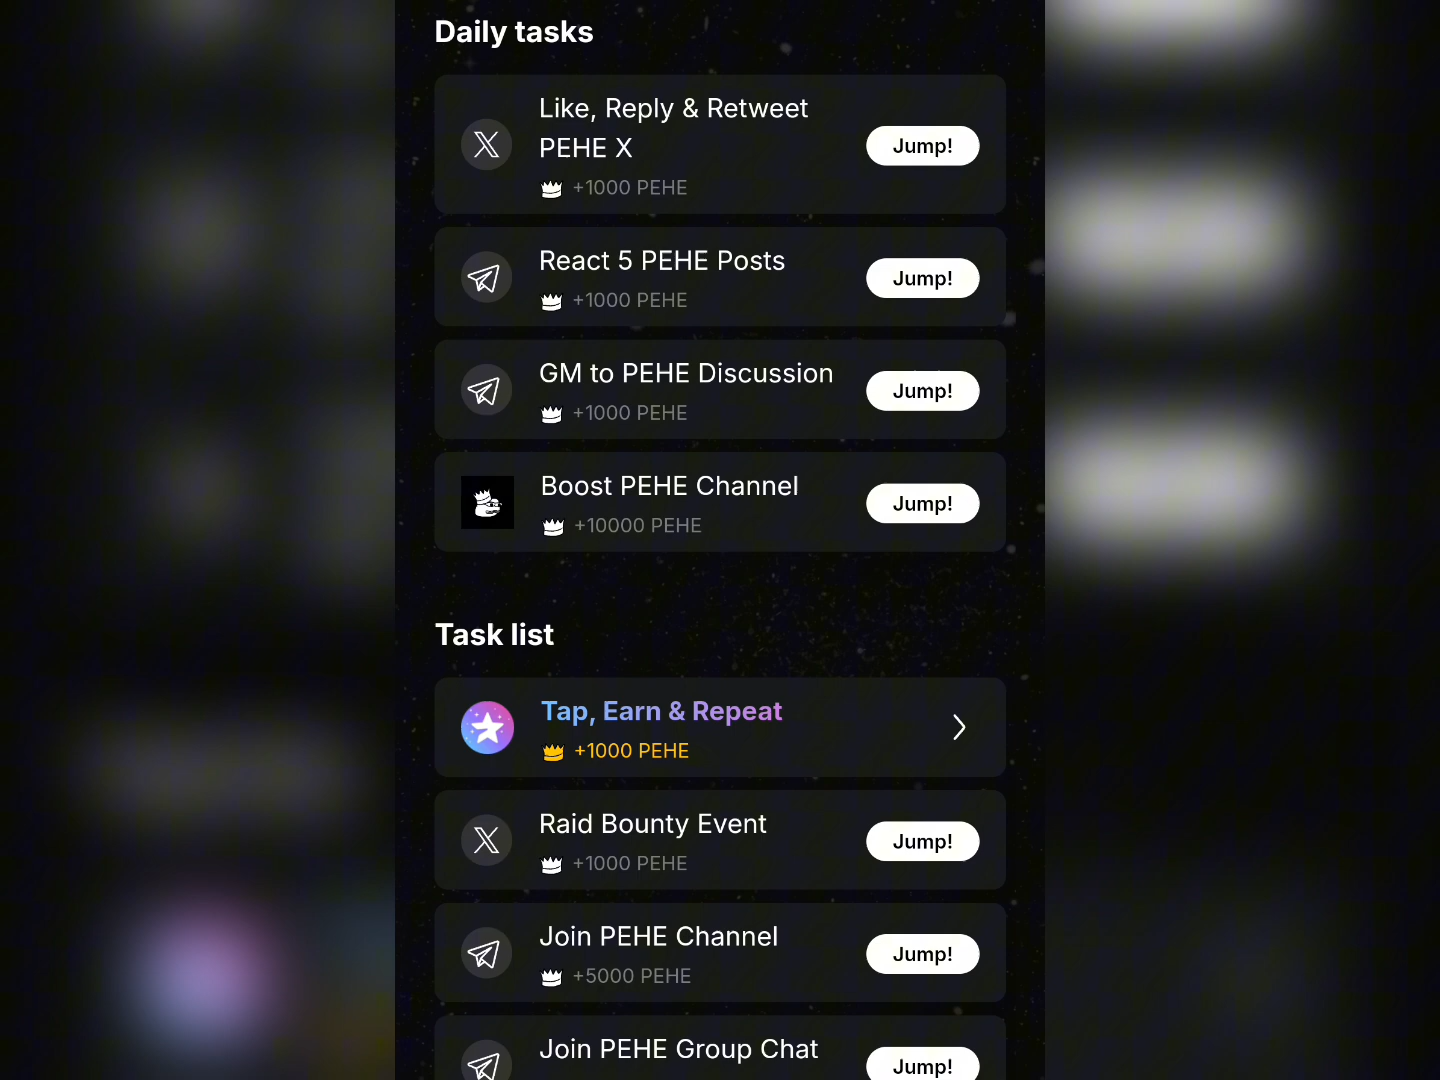 Daily tasks
Like, Reply & Retweet
PEHE X
+1000 PEHE
Jump!
React 5 PEHE Posts
+1000 PEHE
Jump!
GM to PEHE Discussion
+1000 PEHE
Jump!
Boost PEHE Channel
+10000 PEHE
Jump!
Task list
Tap, Earn & Repeat
+1000 PEHE
Raid Bounty Event
+1000 PEHE
Jump!
Join PEHE Channel
+5000 PEHE
Jump!
Join PEHE Group Chat
Jump!